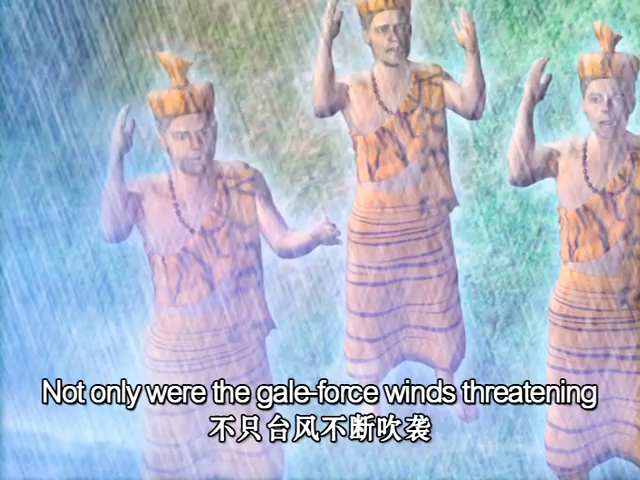 Not only were the gale-force winds threatening
不只台风不断吹袭